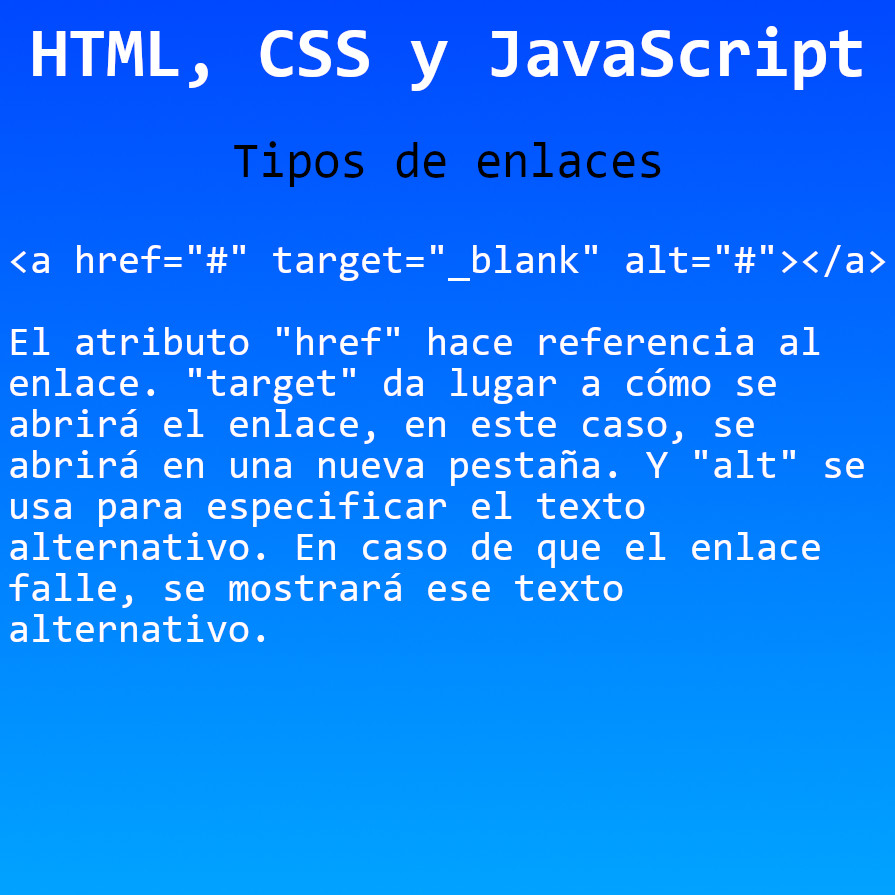 HTML, CSS y JavaScript
Tipos de enlaces
<a href="#" target="_blank" alt="#"></a>
El atributo "href" hace referencia al
enlace. "target" da lugar a cómo se
abrirá el enlace, en este caso, se
abrirá en una nueva pestaña. Y "alt" se
usa para especificar el texto
alternativo. En caso de que el enlace
falle, se mostrará ese texto
alternativo.